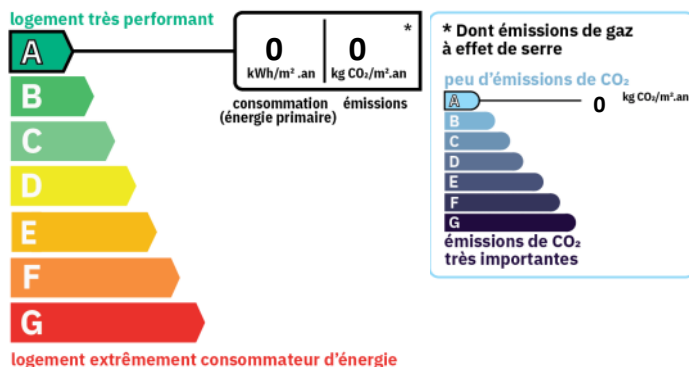 logement très performant
A
B
C
D
E
F
G
logement extrêmement consommateur d'énergie
0 0 *
kWh/m².an kg CO₂/m².an
consommation émissions
(énergie primaire)
* Dont émissions de gaz
à effet de serre
peu d'émissions de CO₂
A 0 kg CO₂/m².an
B
C
D
E
F
G
émissions de CO₂
très importantes